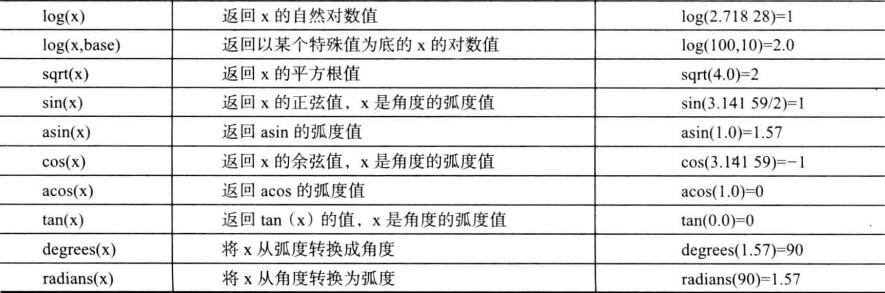 log(x) 返回 x 的自然对数值 log(2.718 28)=1
log(x,base) 返回以某个特殊值为底的 x 的对数值 log(100,10)=2.0
sqrt(x) 返回 x 的平方根值 sqrt(4.0)=2
sin(x) 返回 x 的正弦值，x 是角度的弧度值 sin(3.141 59/2)=1
asin(x) 返回 asin 的弧度值 asin(1.0)=1.57
cos(x) 返回 x 的余弦值，x 是角度的弧度值 cos(3.141 59)=−1
acos(x) 返回 acos 的弧度值 acos(1.0)=0
tan(x) 返回 tan（x）的值，x 是角度的弧度值 tan(0.0)=0
degrees(x) 将 x 从弧度转换成角度 degrees(1.57)=90
radians(x) 将 x 从角度转换为弧度 radians(90)=1.57